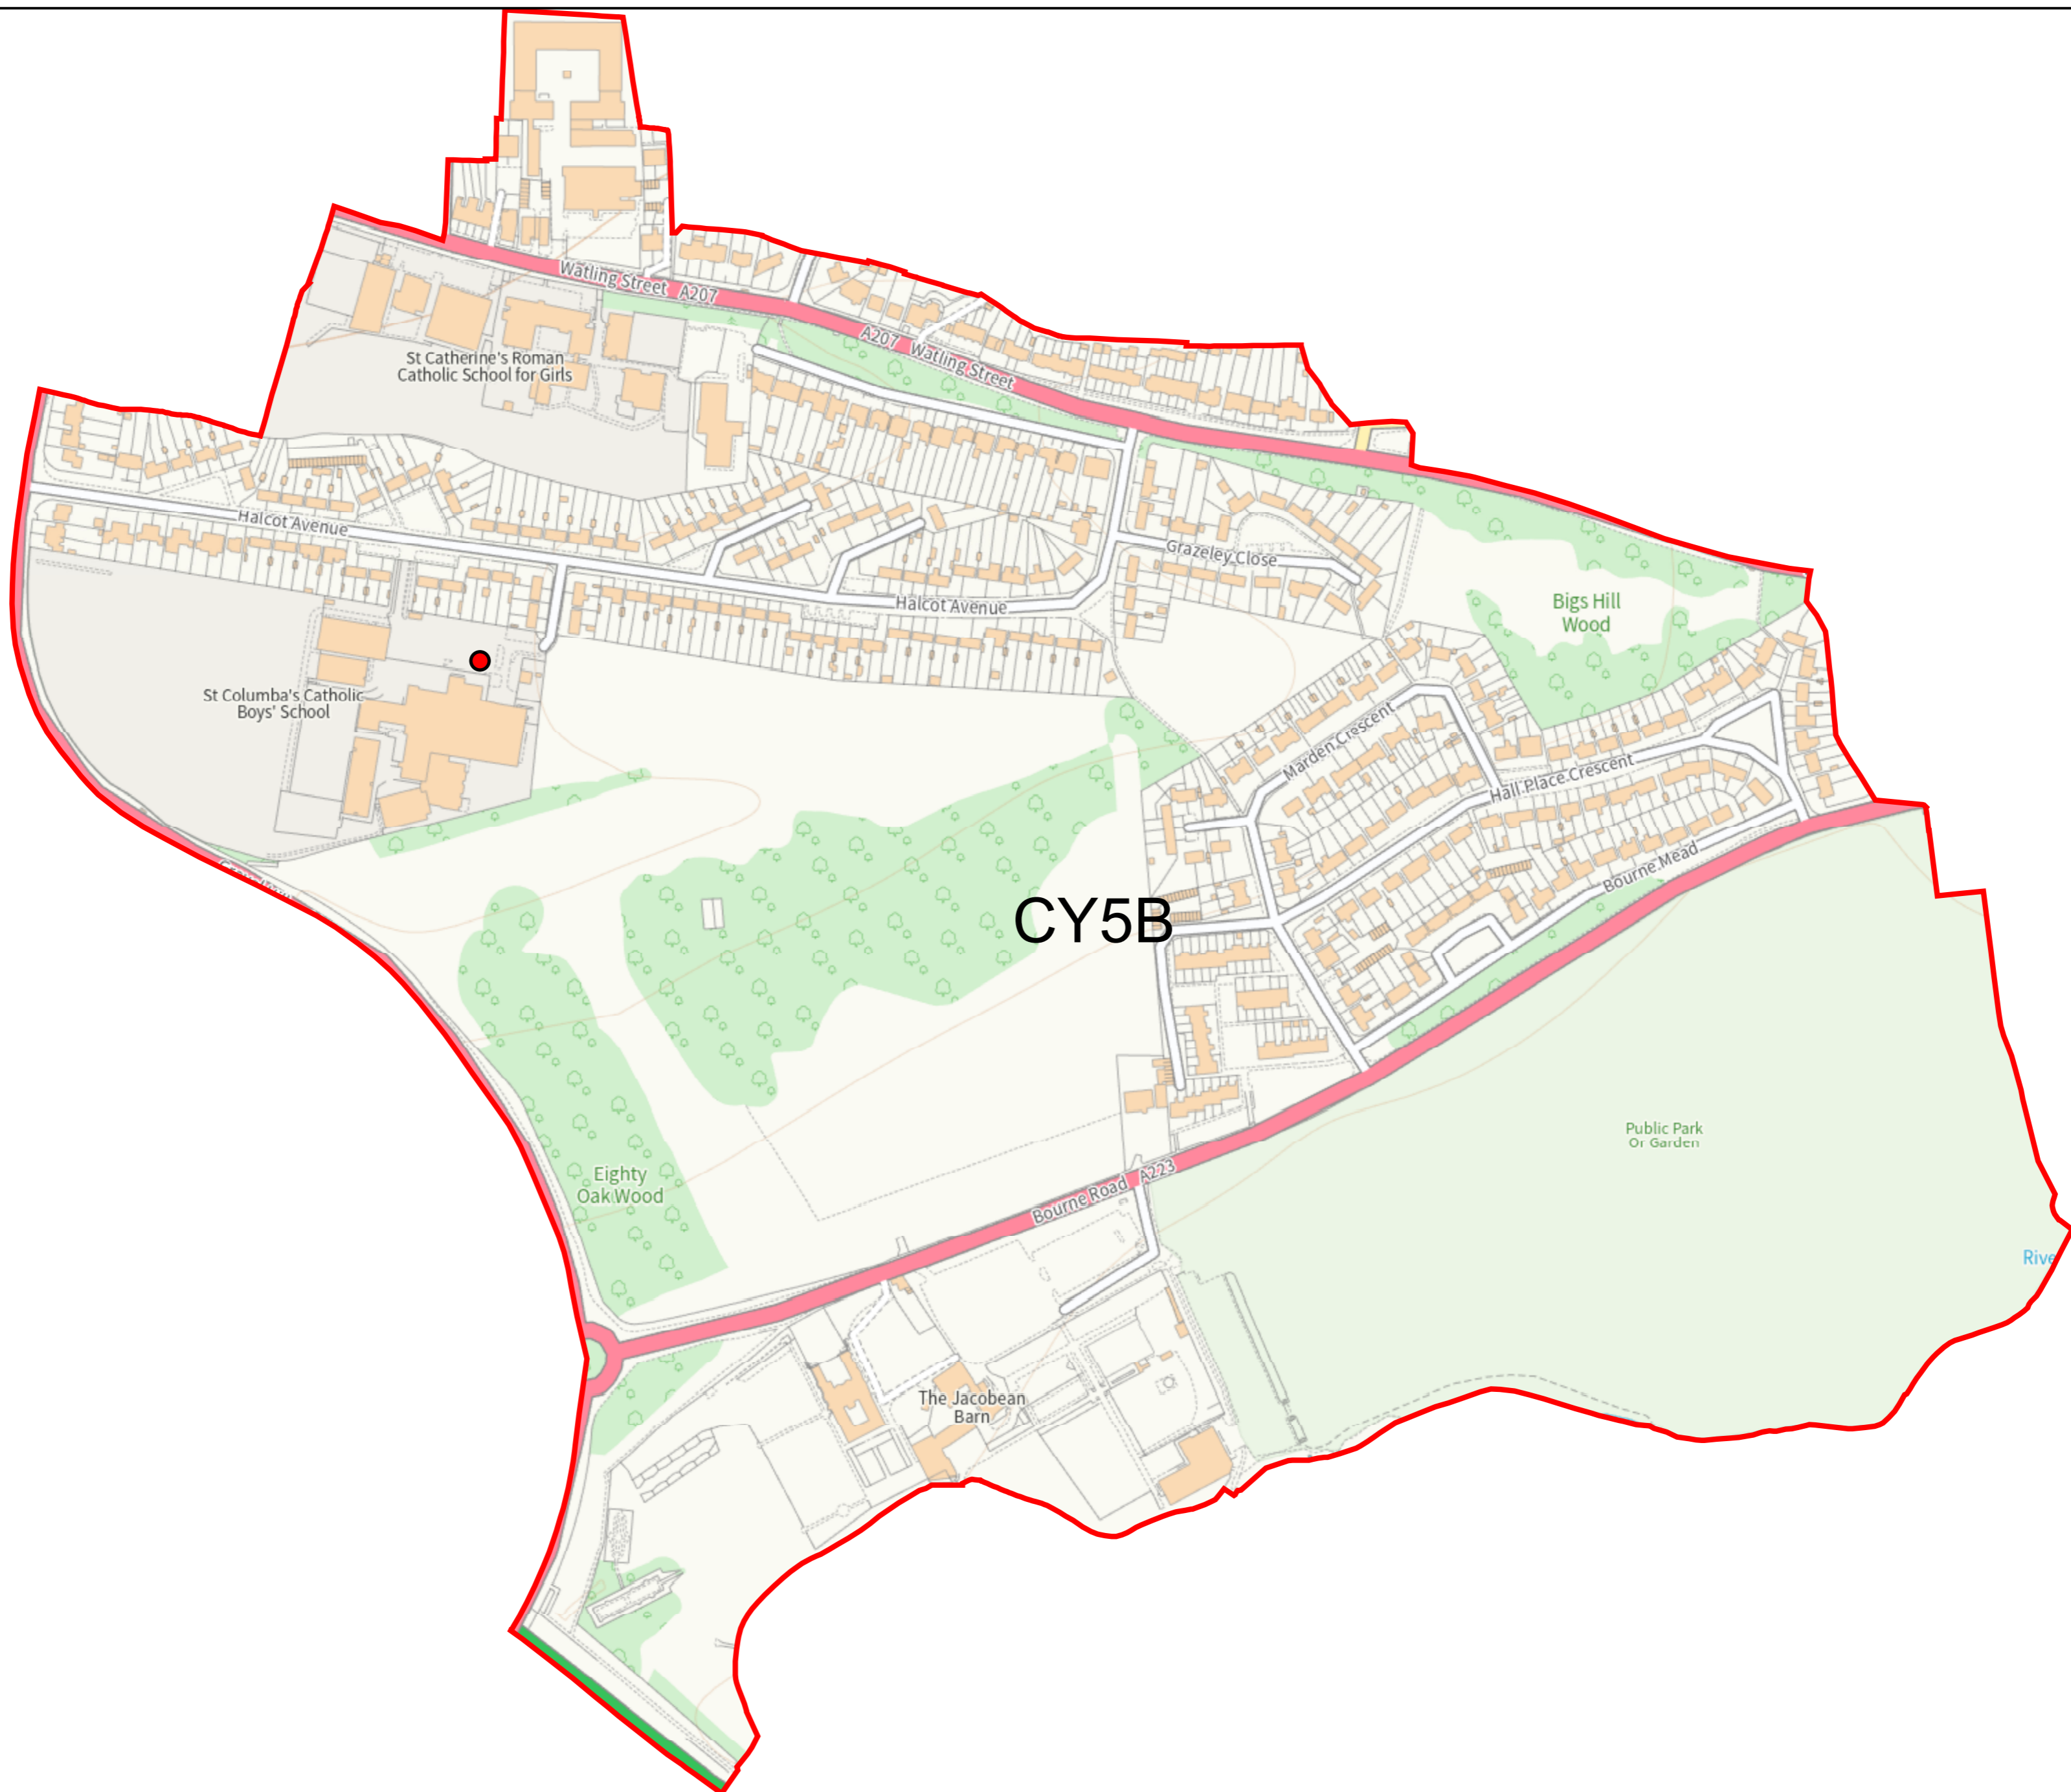 Watling Street A207
A207 Watling Street
St Catherine's Roman
Catholic School for Girls
Halcot Avenue
Grazeley Close
Halcot Avenue
Bigs Hill
Wood
St Columba's Catholic
Boys' School
Marden Crescent
Hall Place Crescent
Bourne Mead
CY5B
Public Park
Or Garden
Eighty
Oak Wood
Bourne Road A223
Rive
The Jacobean
Barn